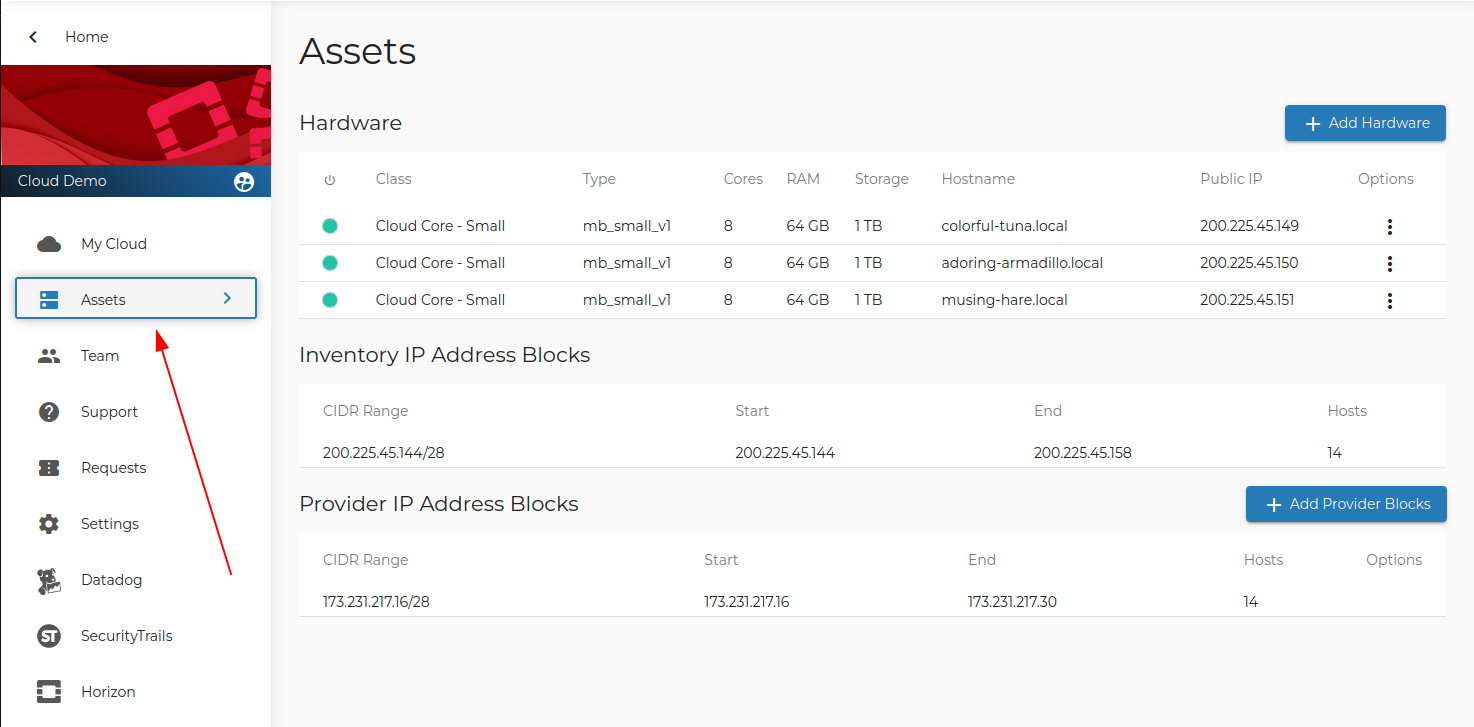 Home
Cloud Demo
My Cloud
Assets
Team
Support
Requests
Settings
Datadog
ST SecurityTrails
Horizon
Assets
Hardware
+ Add Hardware
Class Type Cores RAM Storage Hostname Public IP Options
Cloud Core - Small mb_small_v1 8 64 GB 1 TB colorful-tuna.local 200.225.45.149
Cloud Core - Small mb_small_v1 8 64 GB 1 TB adoring-armadillo.local 200.225.45.150
Cloud Core - Small mb_small_v1 8 64 GB 1 TB musing-hare.local 200.225.45.151
Inventory IP Address Blocks
CIDR Range Start End Hosts
200.225.45.144/28 200.225.45.144 200.225.45.158 14
Provider IP Address Blocks
+ Add Provider Blocks
CIDR Range Start End Hosts Options
173.231.217.16/28 173.231.217.16 173.231.217.30 14